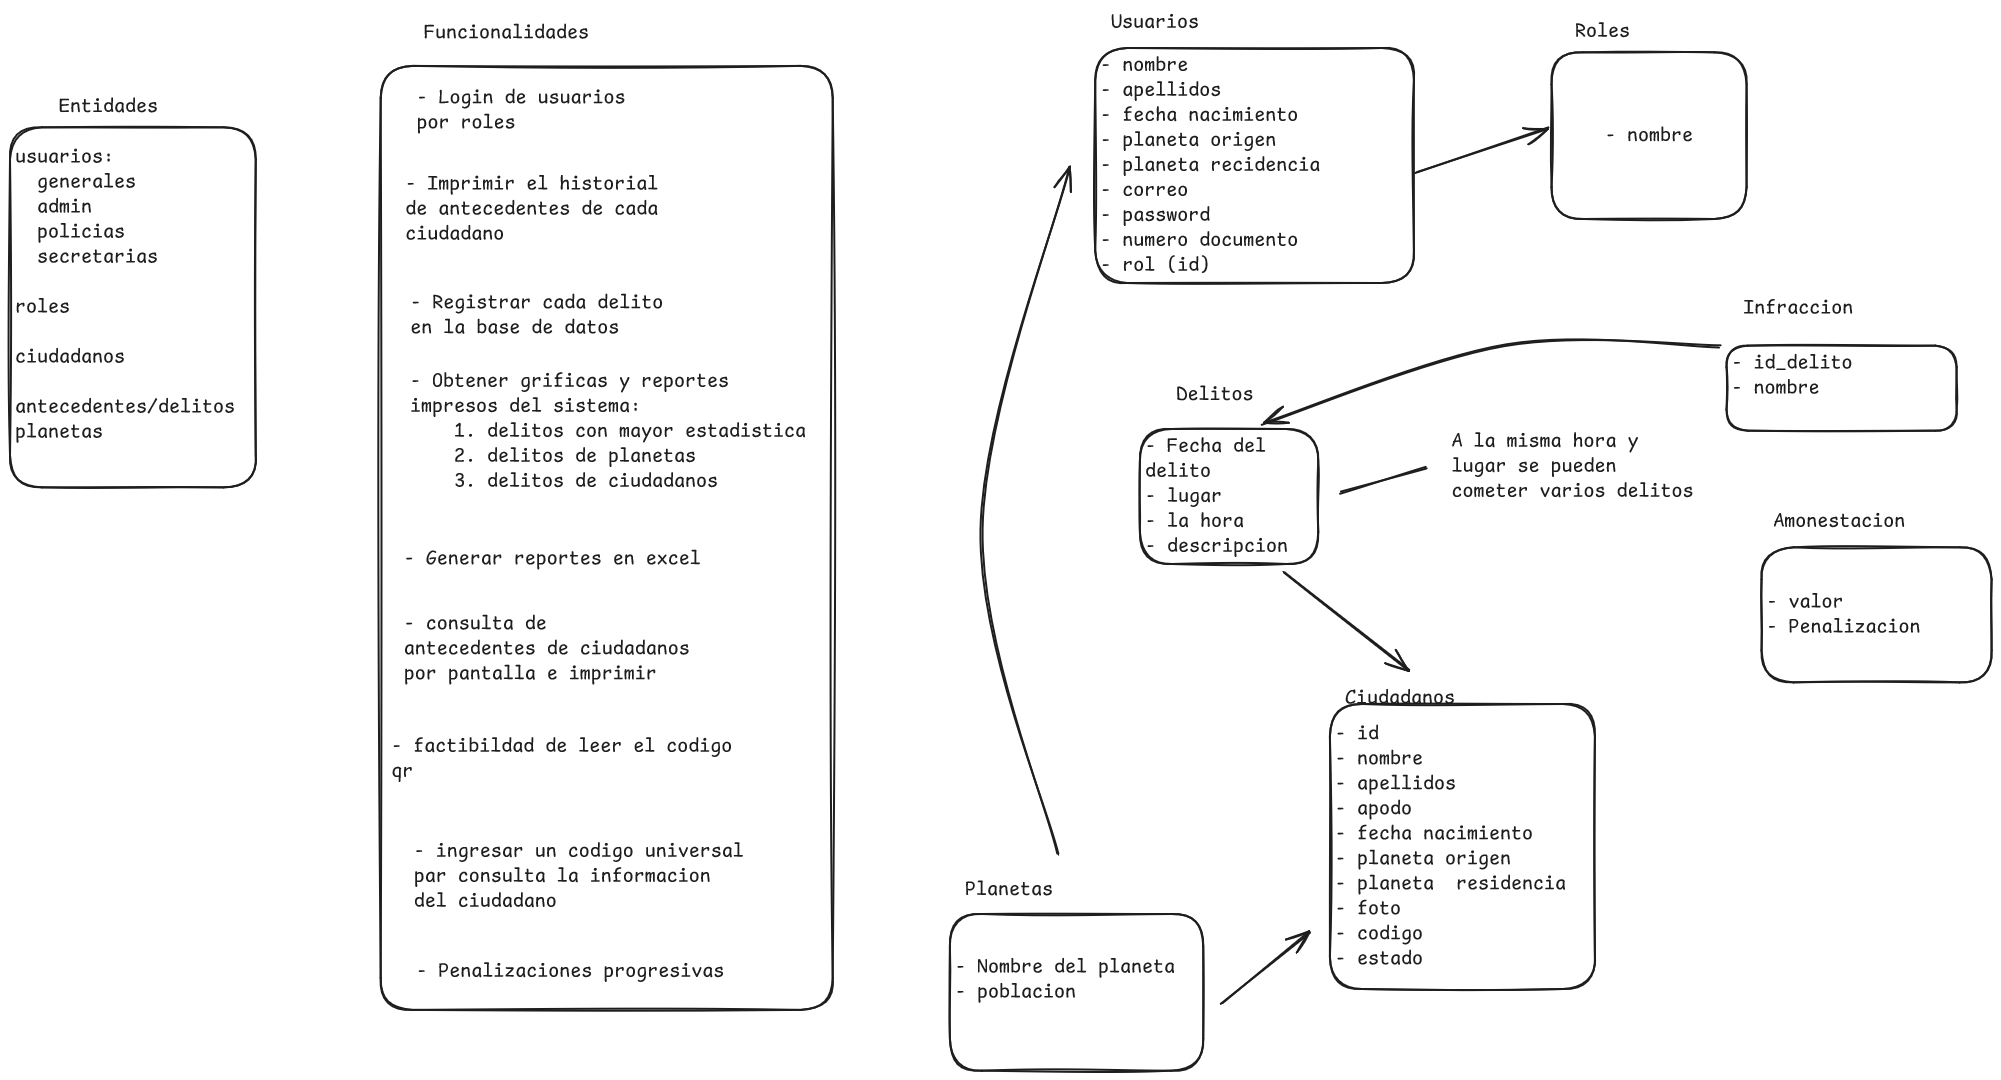 Entidades
usuarios:
generales
admin
policias
secretarias
roles
ciudadanos
antecedentes/delitos
planetas
Funcionalidades
- Login de usuarios
por roles
- Imprimir el historial
de antecedentes de cada
ciudadano
- Registrar cada delito
en la base de datos
- Obtener grificas y reportes
impresos del sistema:
1. delitos con mayor estadistica
2. delitos de planetas
3. delitos de ciudadanos
- Generar reportes en excel
- consulta de
antecedentes de ciudadanos
por pantalla e imprimir
- factibildad de leer el codigo
qr
- ingresar un codigo universal
par consulta la informacion
del ciudadano
- Penalizaciones progresivas
Usuarios
- nombre
- apellidos
- fecha nacimiento
- planeta origen
- planeta recidencia
- correo
- password
- numero documento
- rol (id)
Roles
- nombre
Infraccion
- id_delito
- nombre
Delitos
- Fecha del
delito
- lugar
- la hora
- descripcion
A la misma hora y
lugar se pueden
cometer varios delitos
Amonestacion
- valor
- Penalizacion
Ciudadanos
- id
- nombre
- apellidos
- apodo
- fecha nacimiento
- planeta origen
- planeta  residencia
- foto
- codigo
- estado
Planetas
- Nombre del planeta
- poblacion